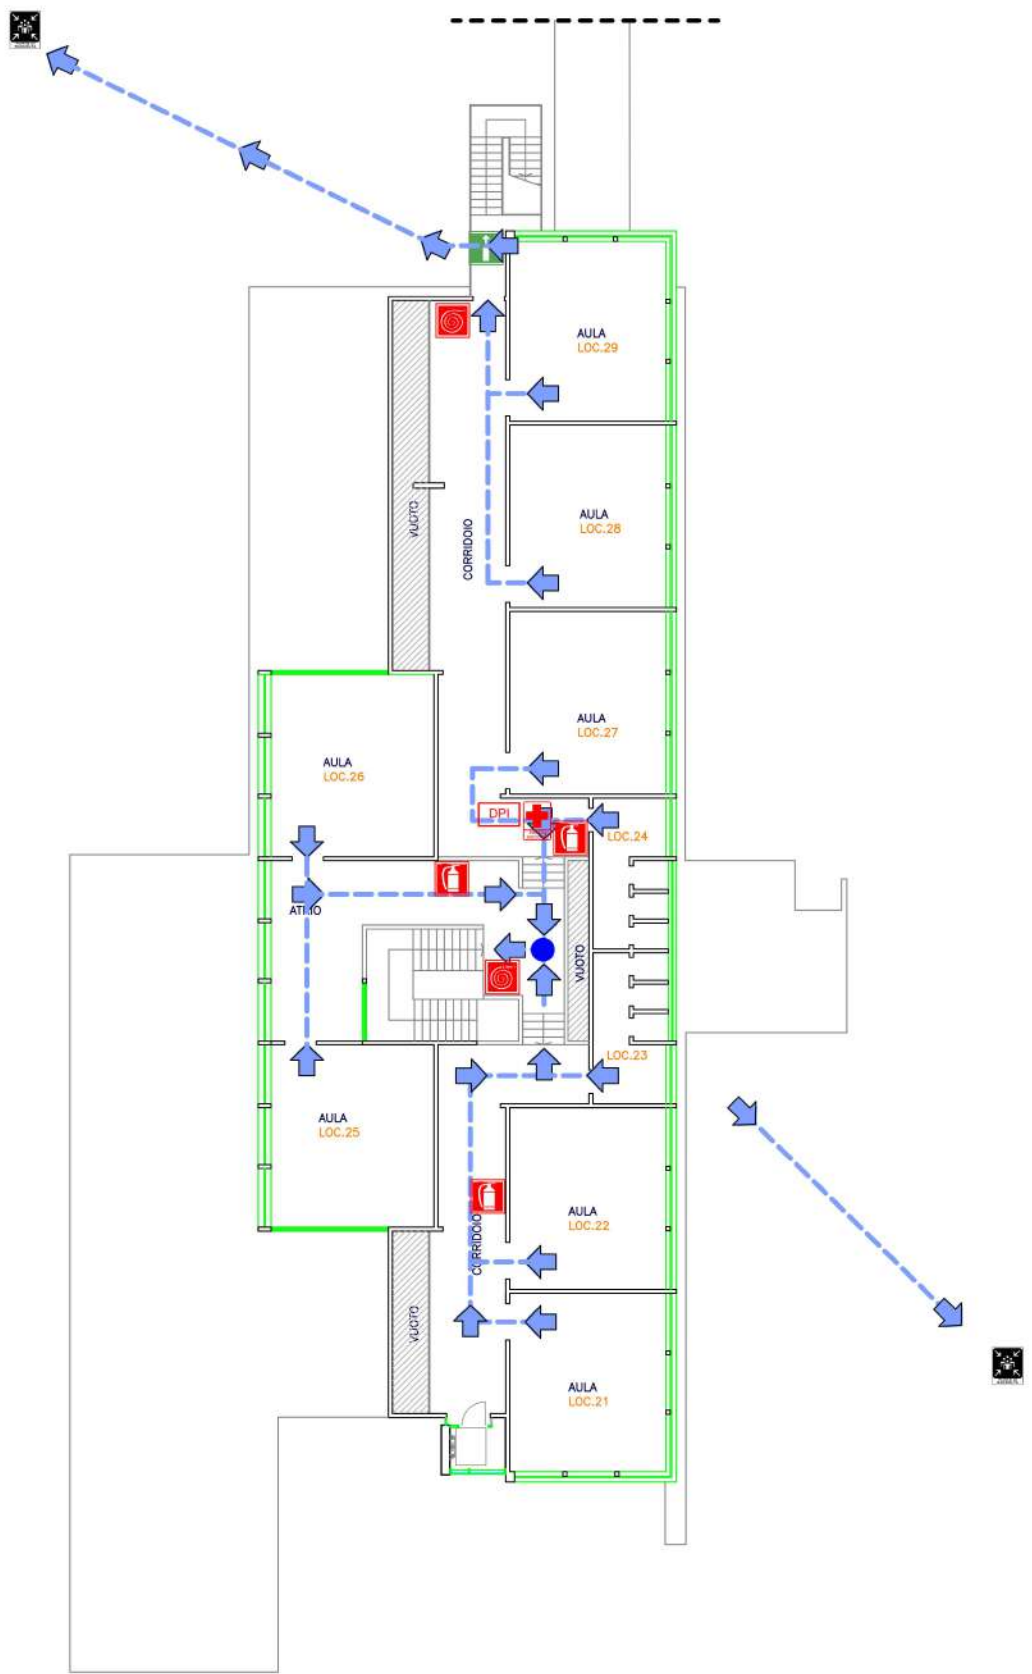 AULA
LOC.29
AULA
LOC.28
VUOTO
CORRIDOIO
AULA
LOC.27
AULA
LOC.26
DPI
LOC.24
ATRIO
VUOTO
LOC.23
AULA
LOC.25
AULA
LOC.22
CORRIDOIO
VUOTO
AULA
LOC.21